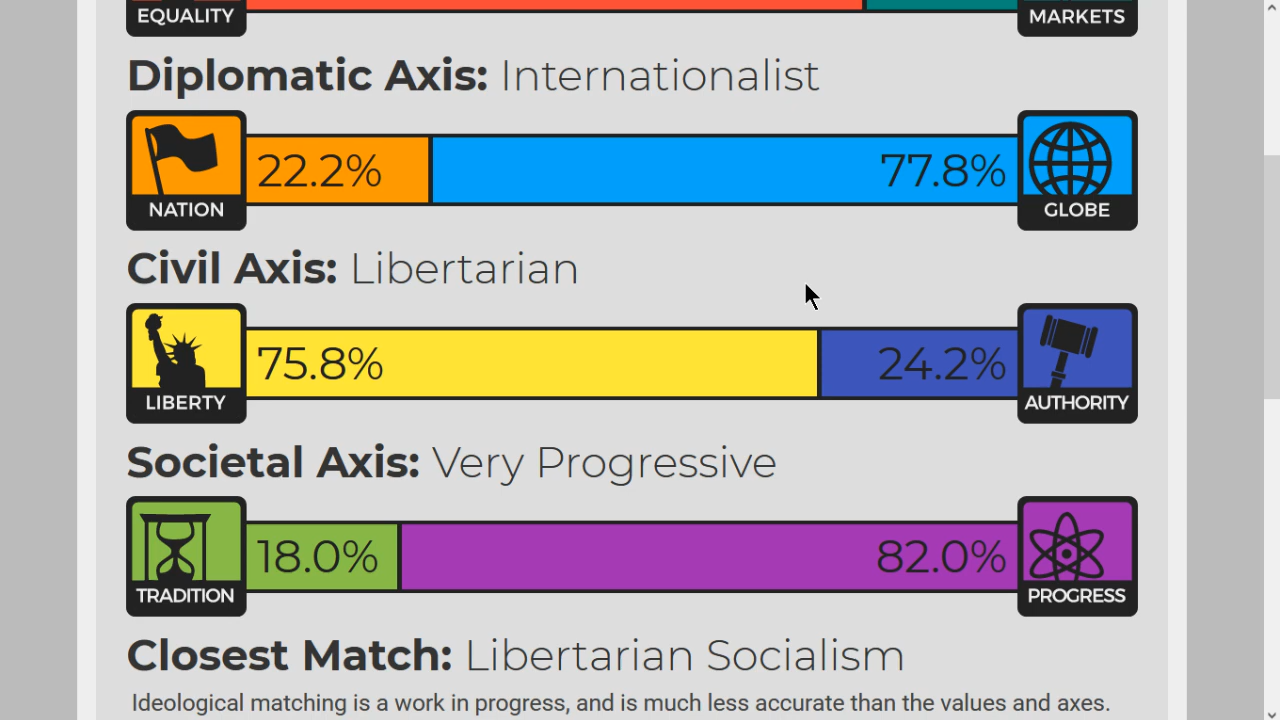 EQUALITY MARKETS
Diplomatic Axis: Internationalist
22.2% 77.8%
NATION GLOBE
Civil Axis: Libertarian
75.8% 24.2%
LIBERTY AUTHORITY
Societal Axis: Very Progressive
18.0% 82.0%
TRADITION PROGRESS
Closest Match: Libertarian Socialism
Ideological matching is a work in progress, and is much less accurate than the values and axes.